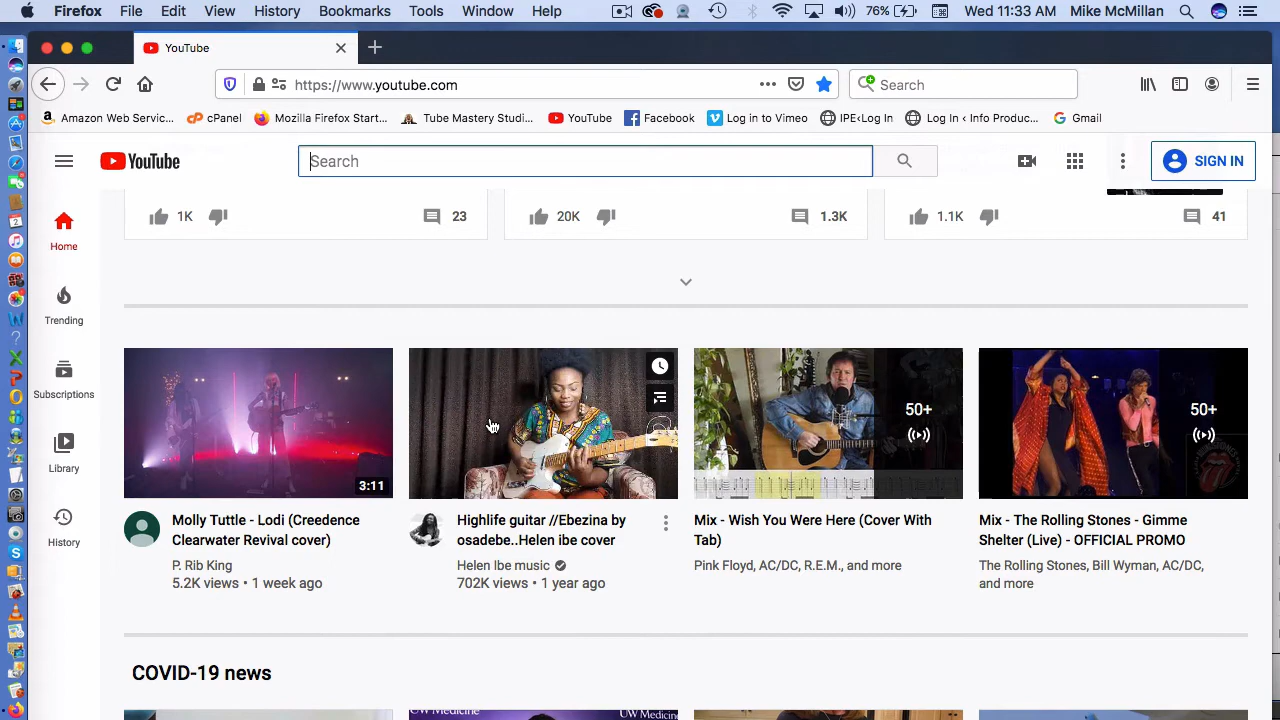 Firefox File Edit View History Bookmarks Tools Window Help 76% Wed 11:33 AM Mike McMillan
YouTube
https://www.youtube.com
Search
Amazon Web Servic... cPanel Mozilla Firefox Start... Tube Mastery Studi... YouTube Facebook Log in to Vimeo IPE<Log In Log In ‹ Info Produc... Gmail
YouTube Search SIGN IN
1K 23 20K 1.3K 1.1K 41
Home
Trending
Subscriptions
Library
History
3:11
50+
50+
Molly Tuttle - Lodi (Creedence
Clearwater Revival cover)
P. Rib King
5.2K views • 1 week ago
Highlife guitar //Ebezina by
osadebe..Helen ibe cover
Helen Ibe music
702K views • 1 year ago
Mix - Wish You Were Here (Cover With
Tab)
Pink Floyd, AC/DC, R.E.M., and more
Mix - The Rolling Stones - Gimme
Shelter (Live) - OFFICIAL PROMO
The Rolling Stones, Bill Wyman, AC/DC,
and more
COVID-19 news
UW Medicine
UW Medicine